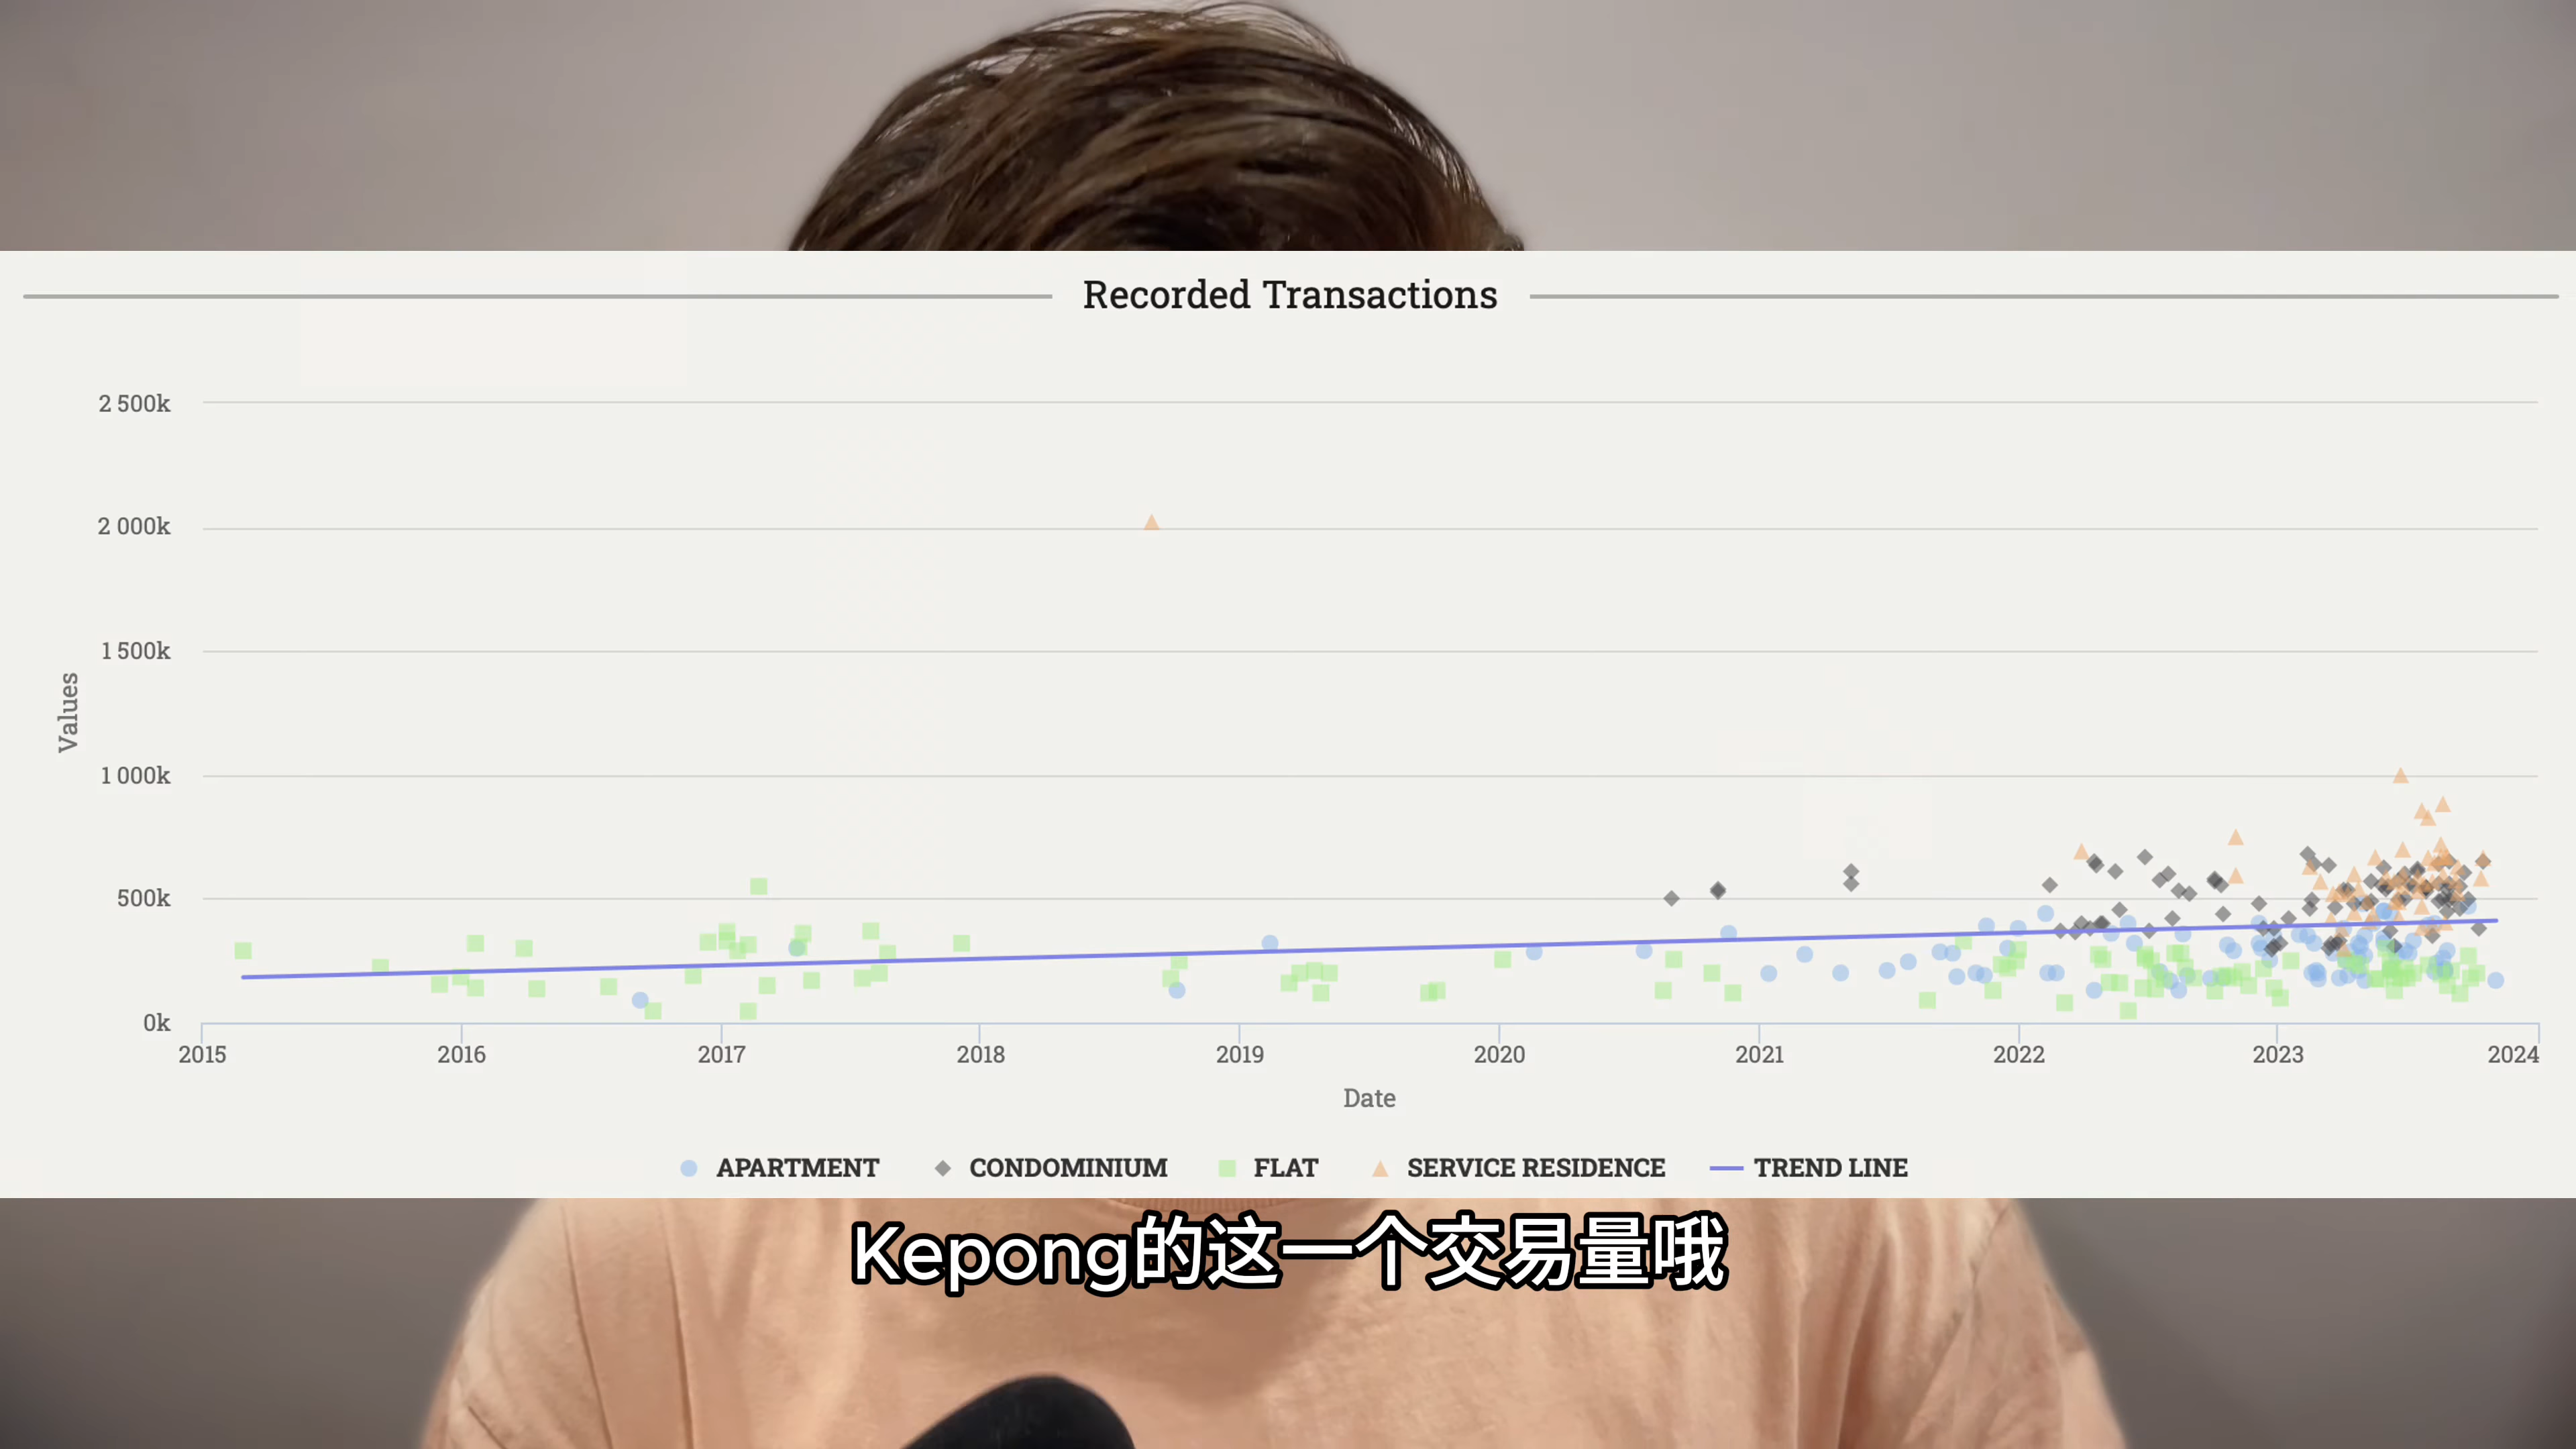 Recorded Transactions
2 500k
2 000k
1 500k
1 000k
500k
0k
Values
2015 2016 2017 2018 2019 2020 2021 2022 2023 2024
Date
APARTMENT CONDOMINIUM FLAT SERVICE RESIDENCE TREND LINE
Kepong的这一个交易量哦